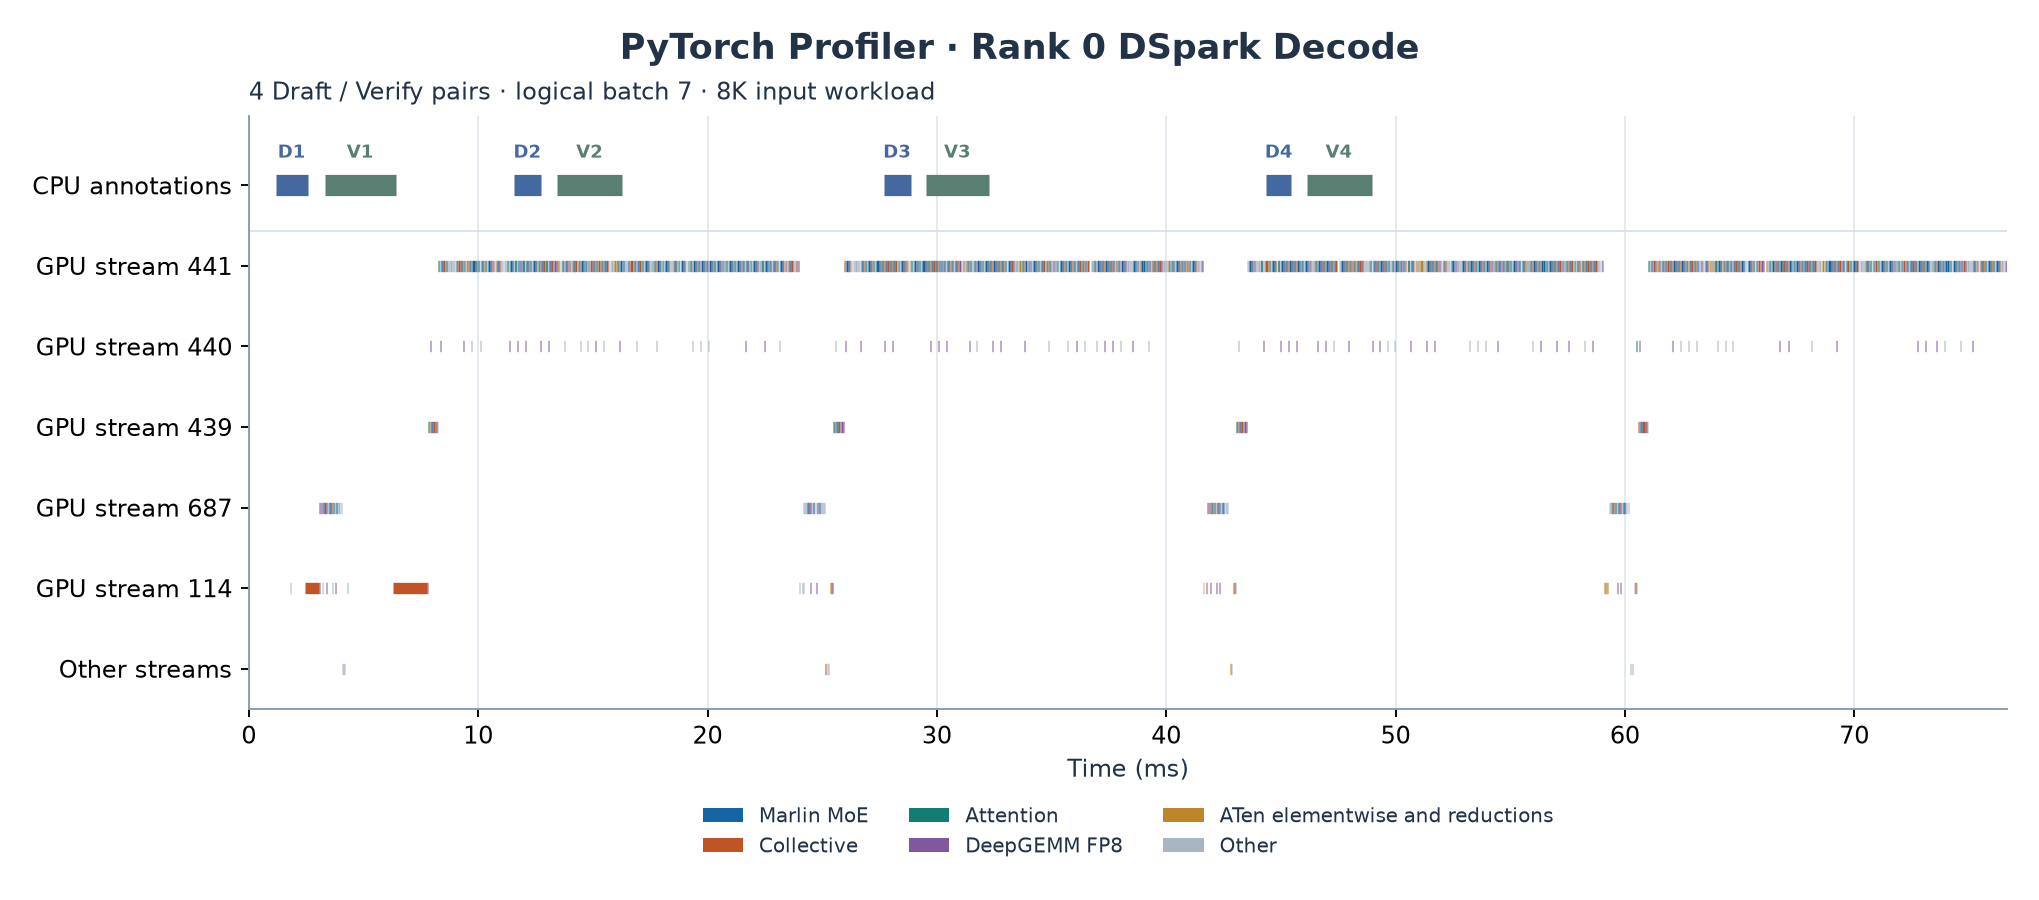 PyTorch Profiler · Rank 0 DSpark Decode
4 Draft / Verify pairs · logical batch 7 · 8K input workload
D1 V1 D2 V2 D3 V3 D4 V4
CPU annotations
GPU stream 441
GPU stream 440
GPU stream 439
GPU stream 687
GPU stream 114
Other streams
0 10 20 30 40 50 60 70
Time (ms)
Marlin MoE Attention ATen elementwise and reductions
Collective DeepGEMM FP8 Other